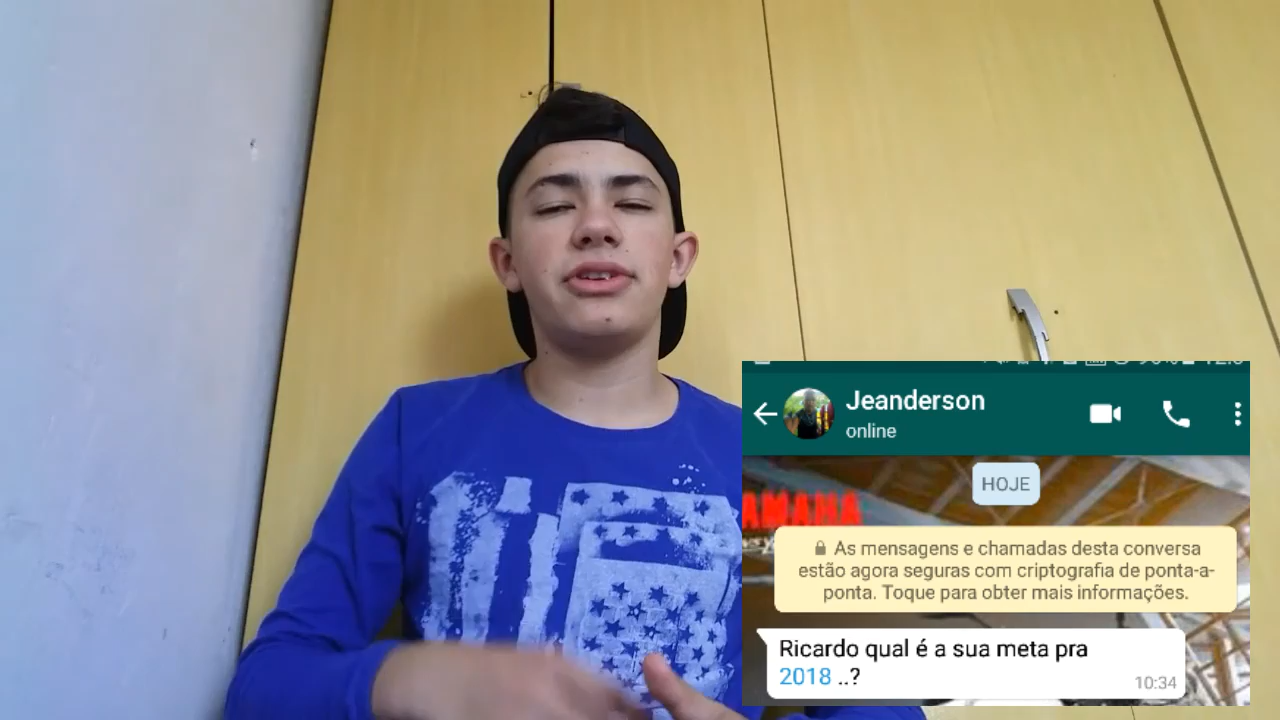 Jeanderson
online
HOJE
YAMAHA
As mensagens e chamadas desta conversa
estão agora seguras com criptografia de ponta-a-
ponta. Toque para obter mais informações.
Ricardo qual é a sua meta pra
2018 ..?
10:34